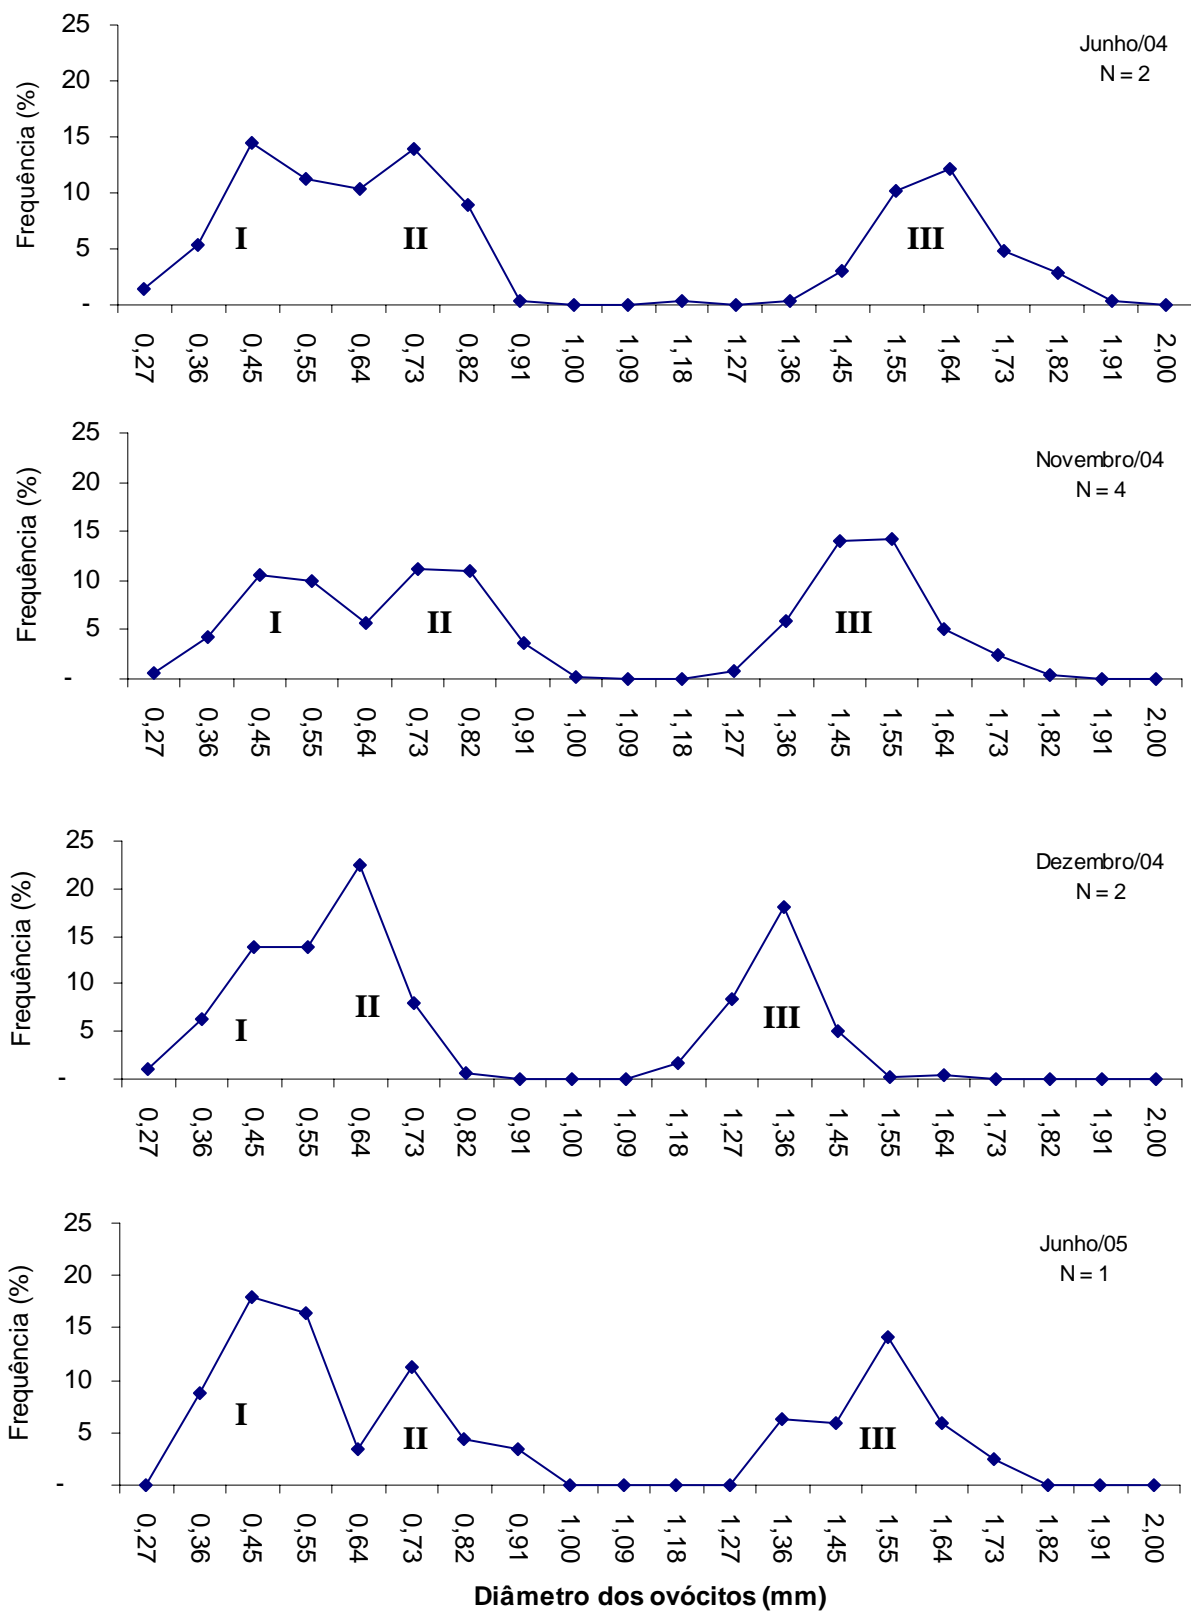 25
20
15
10
5
-
Frequência (%)
Junho/04
N = 2
I
II
III
0,27 0,36 0,45 0,55 0,64 0,73 0,82 0,91 1,00 1,09 1,18 1,27 1,36 1,45 1,55 1,64 1,73 1,82 1,91 2,00
25
20
15
10
5
-
Frequência (%)
Novembro/04
N = 4
I
II
III
0,27 0,36 0,45 0,55 0,64 0,73 0,82 0,91 1,00 1,09 1,18 1,27 1,36 1,45 1,55 1,64 1,73 1,82 1,91 2,00
25
20
15
10
5
-
Frequência (%)
Dezembro/04
N = 2
I
II
III
0,27 0,36 0,45 0,55 0,64 0,73 0,82 0,91 1,00 1,09 1,18 1,27 1,36 1,45 1,55 1,64 1,73 1,82 1,91 2,00
25
20
15
10
5
-
Frequência (%)
Junho/05
N = 1
I
II
III
0,27 0,36 0,45 0,55 0,64 0,73 0,82 0,91 1,00 1,09 1,18 1,27 1,36 1,45 1,55 1,64 1,73 1,82 1,91 2,00
Diâmetro dos ovócitos (mm)